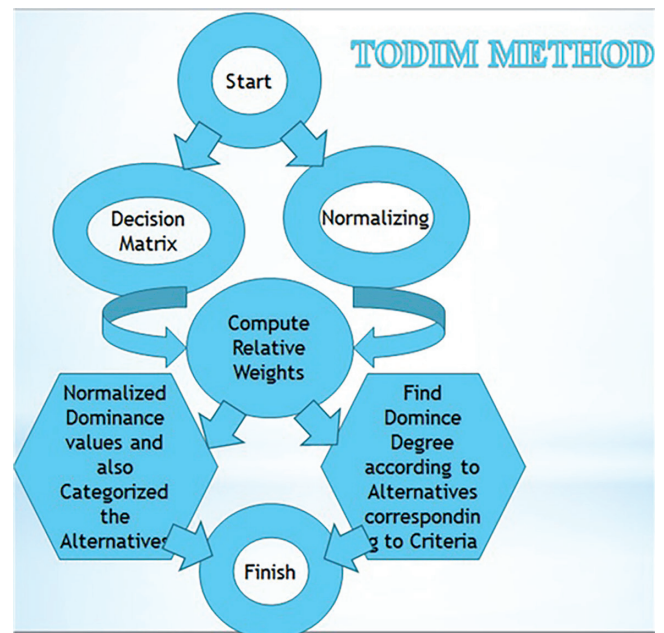 TODIM METHOD
Start
Decision
Matrix
Normalizing
Compute
Relative
Weights
Normalized
Dominance
values and
also
Categorized
the
Alternatives
Find
Domince
Degree
according to
Alternatives
correspondin
g to Criteria
Finish